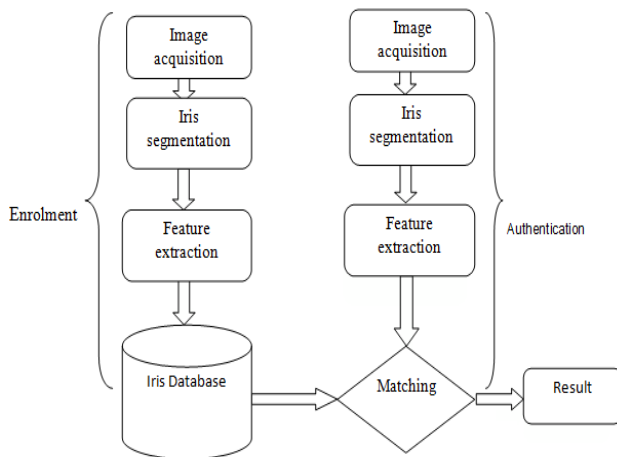 Image
acquisition
Iris
segmentation
Feature
extraction
Iris Database
Enrolment
Image
acquisition
Iris
segmentation
Feature
extraction
Matching
Authentication
Result